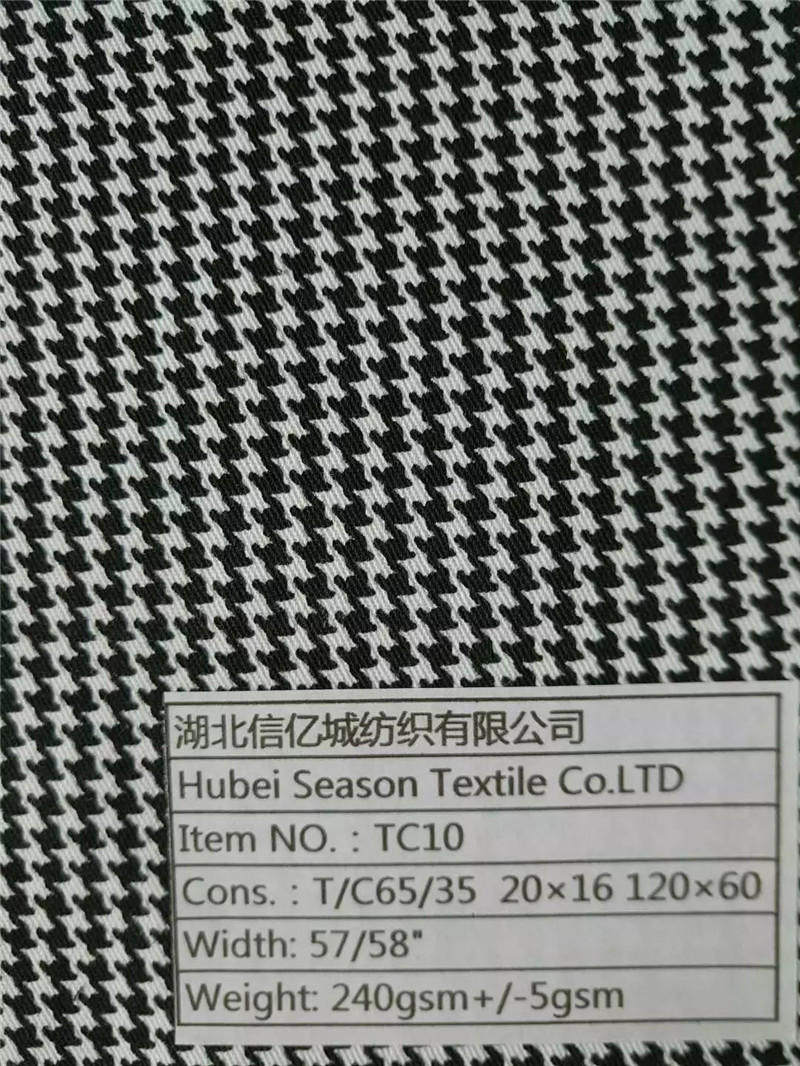 湖北信亿城纺织有限公司
Hubei Season Textile Co.LTD
Item NO. : TC10
Cons. : T/C65/35 20×16 120×60
Width: 57/58"
Weight: 240gsm+/-5gsm